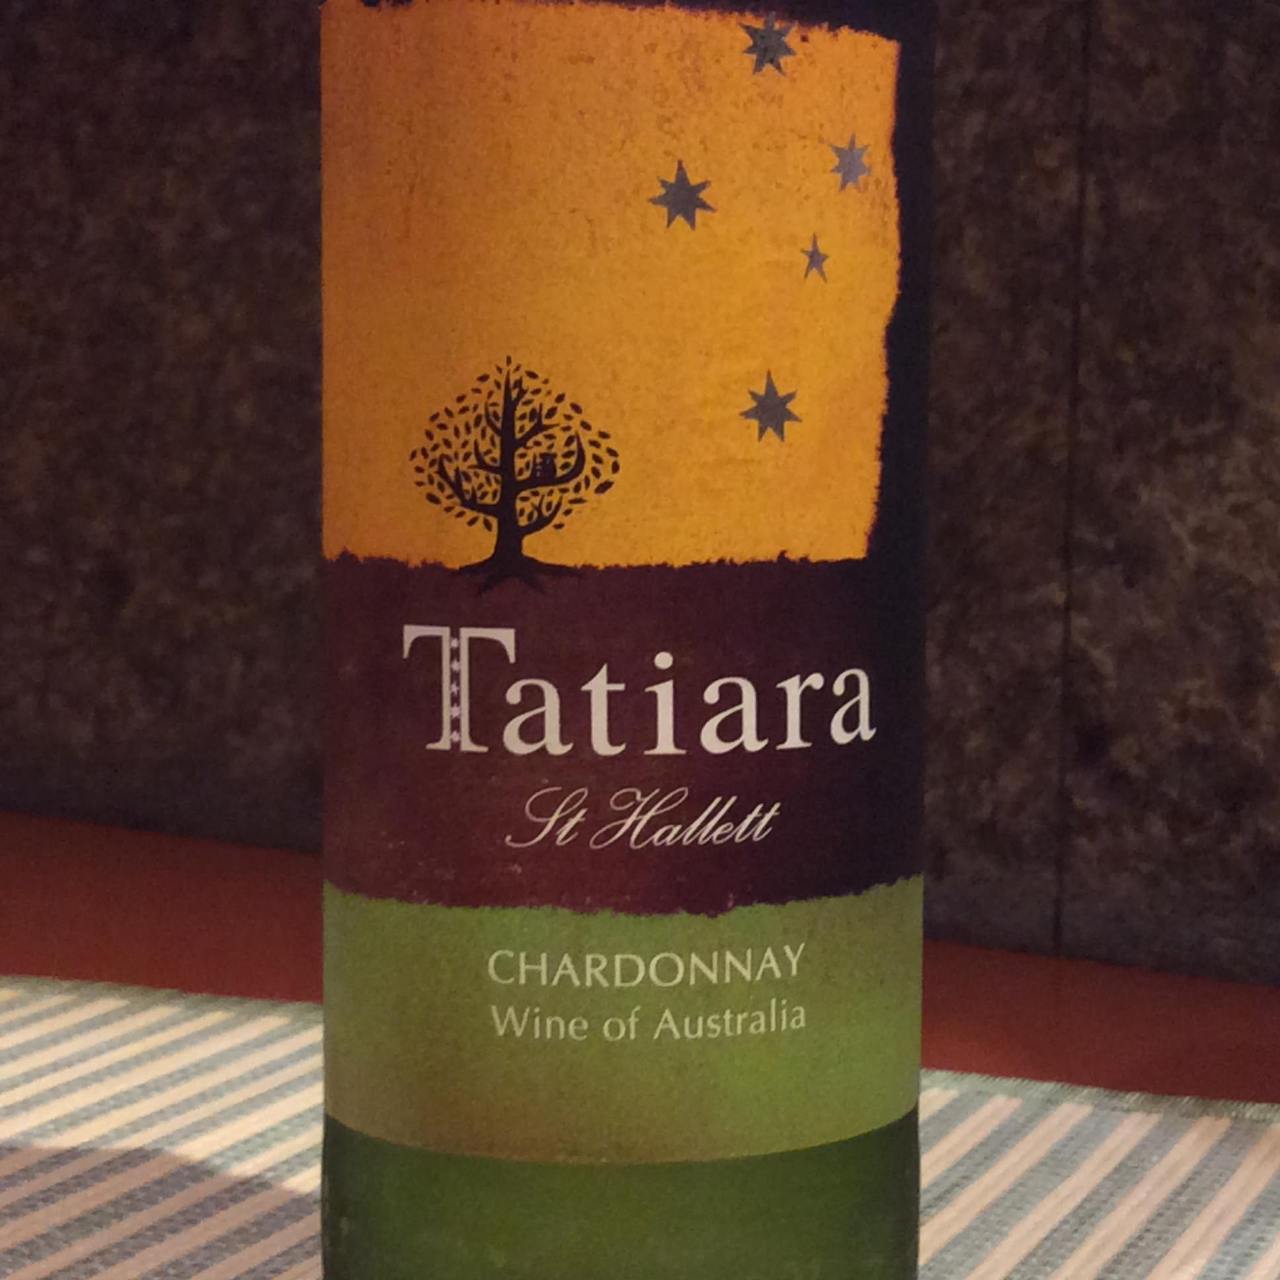 Tatiara
St Hallett
CHARDONNAY
Wine of Australia